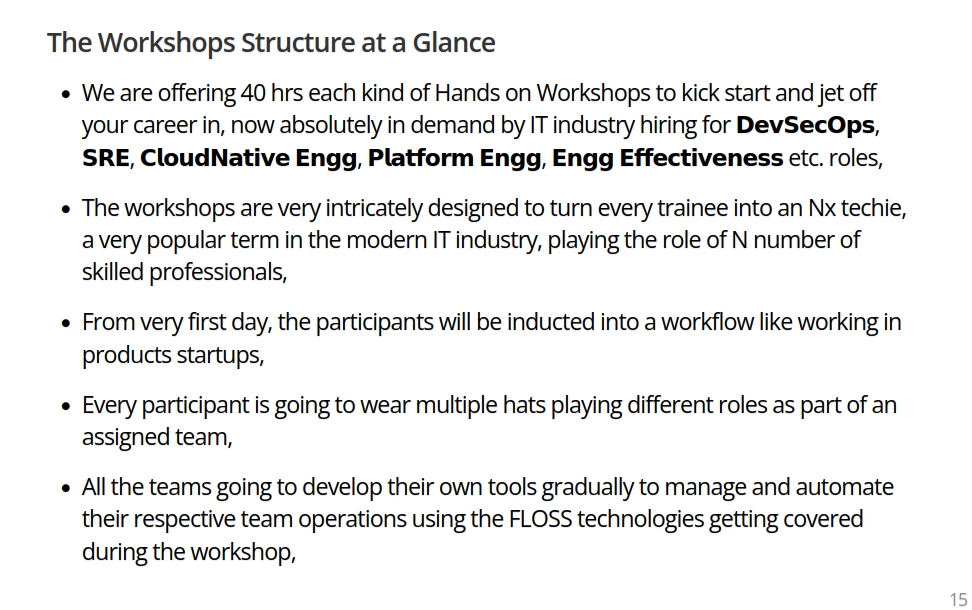 The Workshops Structure at a Glance
• We are offering 40 hrs each kind of Hands on Workshops to kick start and jet off
your career in, now absolutely in demand by IT industry hiring for DevSecOps,
SRE, CloudNative Engg, Platform Engg, Engg Effectiveness etc. roles,
• The workshops are very intricately designed to turn every trainee into an Nx techie,
a very popular term in the modern IT industry, playing the role of N number of
skilled professionals,
• From very first day, the participants will be inducted into a workflow like working in
products startups,
• Every participant is going to wear multiple hats playing different roles as part of an
assigned team,
• All the teams going to develop their own tools gradually to manage and automate
their respective team operations using the FLOSS technologies getting covered
during the workshop,
15